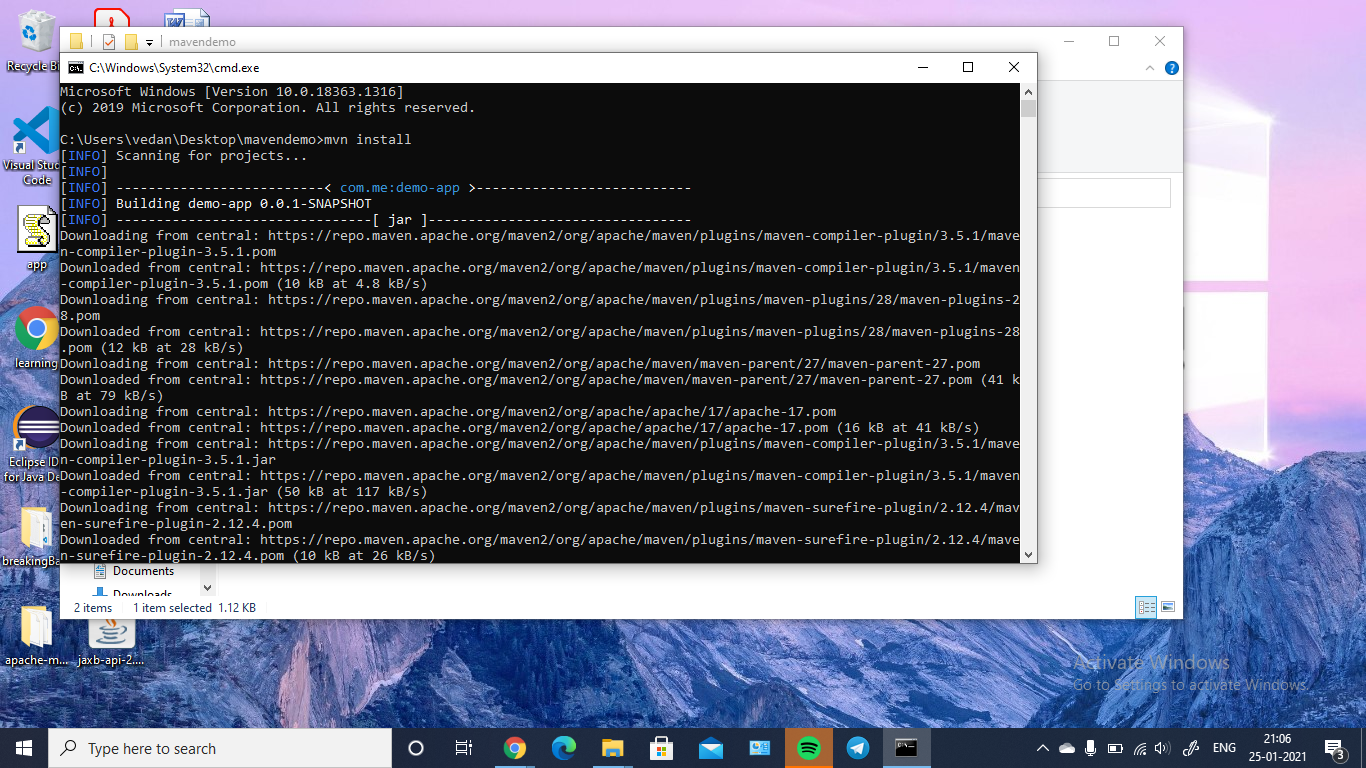 mavendemo
C:\Windows\System32\cmd.exe
Microsoft Windows [Version 10.0.18363.1316]
(c) 2019 Microsoft Corporation. All rights reserved.
C:\Users\vedan\Desktop\mavendemo>mvn install
[INFO] Scanning for projects...
[INFO]
[INFO] --------------------------< com.me:demo-app >---------------------------
[INFO] Building demo-app 0.0.1-SNAPSHOT
[INFO] --------------------------------[ jar ]---------------------------------
Downloading from central: https://repo.maven.apache.org/maven2/org/apache/maven/plugins/maven-compiler-plugin/3.5.1/mave
n-compiler-plugin-3.5.1.pom
Downloaded from central: https://repo.maven.apache.org/maven2/org/apache/maven/plugins/maven-compiler-plugin/3.5.1/maven
-compiler-plugin-3.5.1.pom (10 kB at 4.8 kB/s)
Downloading from central: https://repo.maven.apache.org/maven2/org/apache/maven/plugins/maven-plugins/28/maven-plugins-2
8.pom
Downloaded from central: https://repo.maven.apache.org/maven2/org/apache/maven/plugins/maven-plugins/28/maven-plugins-28
.pom (12 kB at 28 kB/s)
Downloading from central: https://repo.maven.apache.org/maven2/org/apache/maven/maven-parent/27/maven-parent-27.pom
Downloaded from central: https://repo.maven.apache.org/maven2/org/apache/maven/maven-parent/27/maven-parent-27.pom (41 k
B at 79 kB/s)
Downloading from central: https://repo.maven.apache.org/maven2/org/apache/apache/17/apache-17.pom
Downloaded from central: https://repo.maven.apache.org/maven2/org/apache/apache/17/apache-17.pom (16 kB at 41 kB/s)
Downloading from central: https://repo.maven.apache.org/maven2/org/apache/maven/plugins/maven-compiler-plugin/3.5.1/mave
n-compiler-plugin-3.5.1.jar
Downloaded from central: https://repo.maven.apache.org/maven2/org/apache/maven/plugins/maven-compiler-plugin/3.5.1/maven
-compiler-plugin-3.5.1.jar (50 kB at 117 kB/s)
Downloading from central: https://repo.maven.apache.org/maven2/org/apache/maven/plugins/maven-surefire-plugin/2.12.4/mav
en-surefire-plugin-2.12.4.pom
Downloaded from central: https://repo.maven.apache.org/maven2/org/apache/maven/plugins/maven-surefire-plugin/2.12.4/mave
n-surefire-plugin-2.12.4.pom (10 kB at 26 kB/s)
Documents
Downloads
2 items 1 item selected 1.12 KB
Recycle Bi
Visual Stud
Code
app
learning
Eclipse ID
for Java De
breakingBa
apache-m...
jaxb-api-2....
Activate Windows
Go to Settings to activate Windows.
Type here to search
ENG
21:06
25-01-2021
3